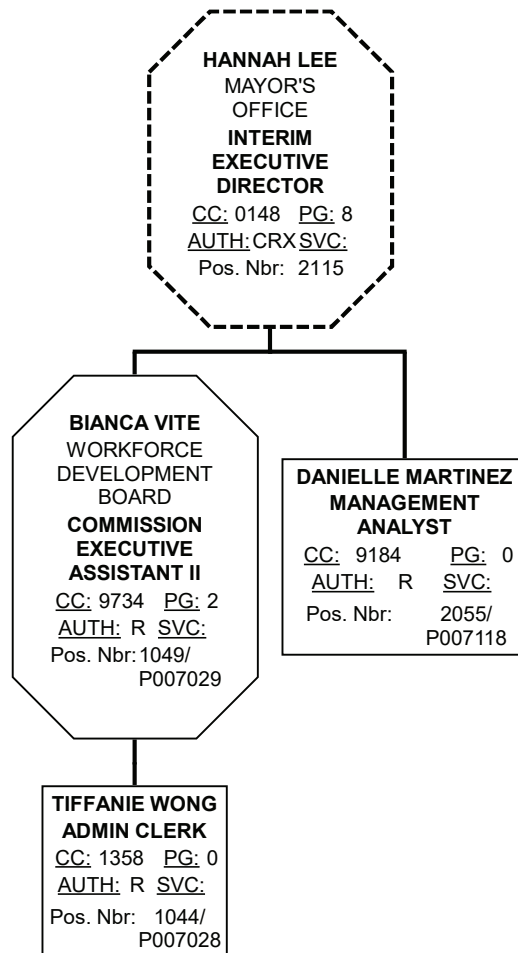 HANNAH LEE
MAYOR'S
OFFICE
INTERIM
EXECUTIVE
DIRECTOR
CC: 0148 PG: 8
AUTH: CRX SVC:
Pos. Nbr: 2115
BIANCA VITE
WORKFORCE
DEVELOPMENT
BOARD
COMMISSION
EXECUTIVE
ASSISTANT II
CC: 9734 PG: 2
AUTH: R SVC:
Pos. Nbr: 1049/
P007029
DANIELLE MARTINEZ
MANAGEMENT
ANALYST
CC: 9184 PG: 0
AUTH: R SVC:
Pos. Nbr: 2055/
P007118
TIFFANIE WONG
ADMIN CLERK
CC: 1358 PG: 0
AUTH: R SVC:
Pos. Nbr: 1044/
P007028